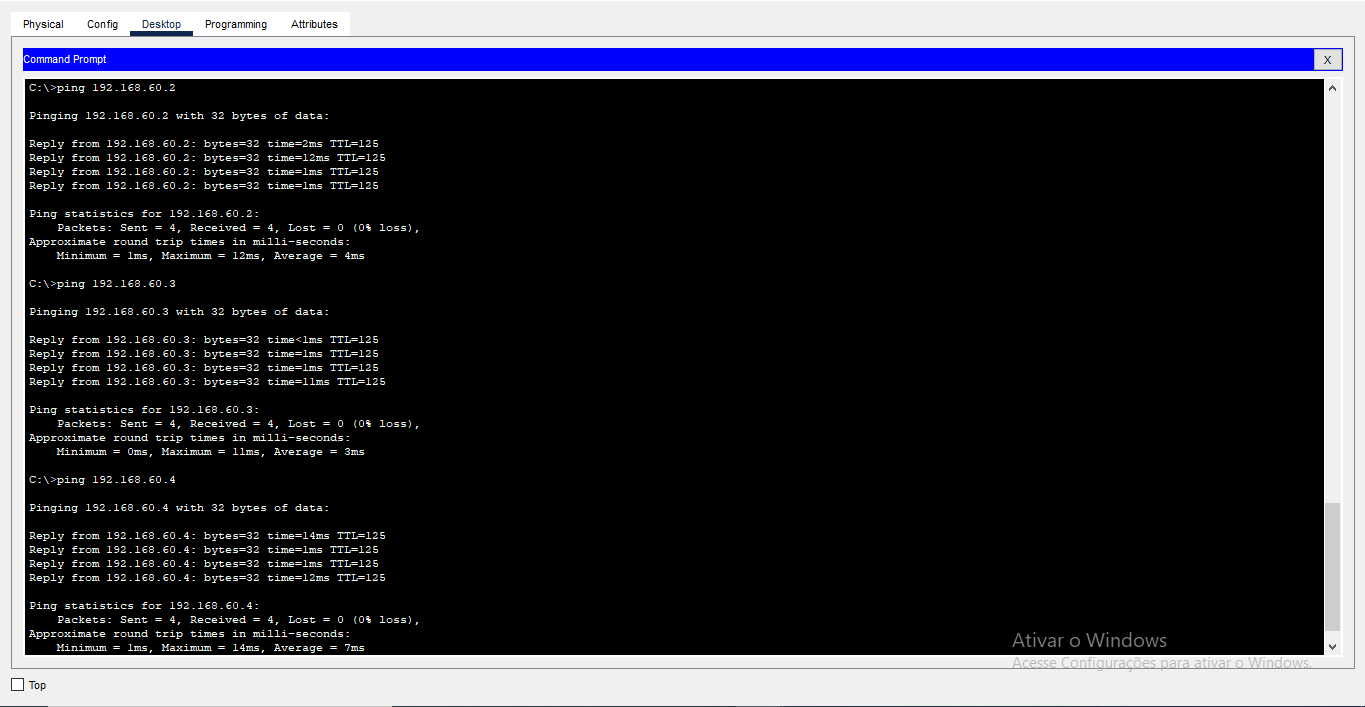 Physical Config Desktop Programming Attributes
Command Prompt X
C:\>ping 192.168.60.2
Pinging 192.168.60.2 with 32 bytes of data:
Reply from 192.168.60.2: bytes=32 time=2ms TTL=125
Reply from 192.168.60.2: bytes=32 time=12ms TTL=125
Reply from 192.168.60.2: bytes=32 time=1ms TTL=125
Reply from 192.168.60.2: bytes=32 time=1ms TTL=125
Ping statistics for 192.168.60.2:
Packets: Sent = 4, Received = 4, Lost = 0 (0% loss),
Approximate round trip times in milli-seconds:
Minimum = 1ms, Maximum = 12ms, Average = 4ms
C:\>ping 192.168.60.3
Pinging 192.168.60.3 with 32 bytes of data:
Reply from 192.168.60.3: bytes=32 time<1ms TTL=125
Reply from 192.168.60.3: bytes=32 time=1ms TTL=125
Reply from 192.168.60.3: bytes=32 time=1ms TTL=125
Reply from 192.168.60.3: bytes=32 time=11ms TTL=125
Ping statistics for 192.168.60.3:
Packets: Sent = 4, Received = 4, Lost = 0 (0% loss),
Approximate round trip times in milli-seconds:
Minimum = 0ms, Maximum = 11ms, Average = 3ms
C:\>ping 192.168.60.4
Pinging 192.168.60.4 with 32 bytes of data:
Reply from 192.168.60.4: bytes=32 time=14ms TTL=125
Reply from 192.168.60.4: bytes=32 time=1ms TTL=125
Reply from 192.168.60.4: bytes=32 time=1ms TTL=125
Reply from 192.168.60.4: bytes=32 time=12ms TTL=125
Ping statistics for 192.168.60.4:
Packets: Sent = 4, Received = 4, Lost = 0 (0% loss),
Approximate round trip times in milli-seconds:
Minimum = 1ms, Maximum = 14ms, Average = 7ms
Ativar o Windows
Acesse Configurações para ativar o Windows.
Top